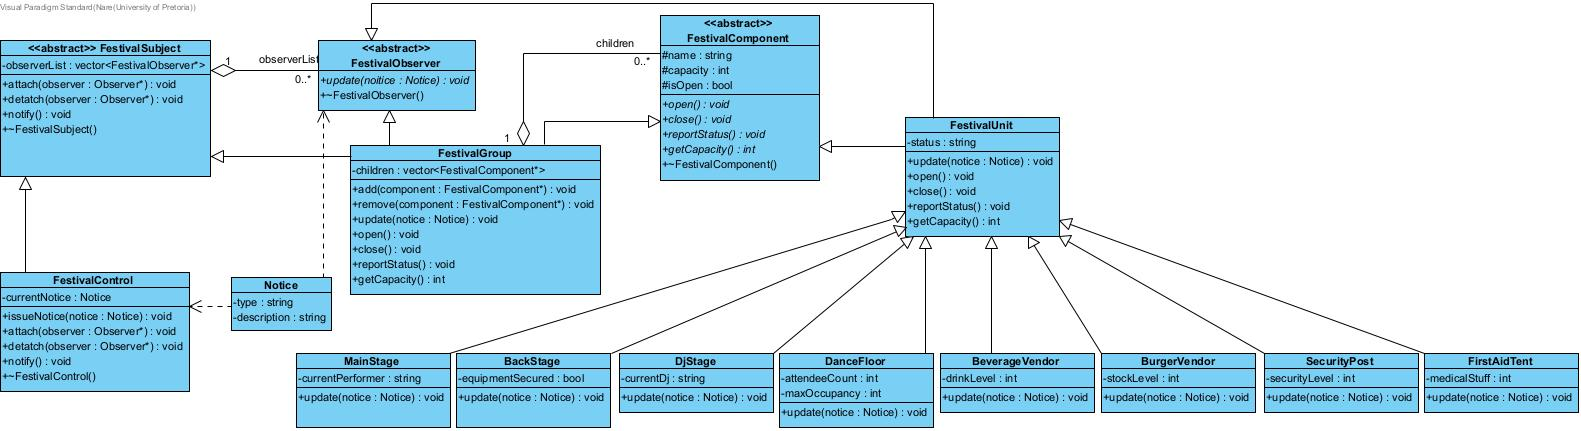 Visual Paradigm Standard(Nare(University of Pretoria))
<<abstract>> FestivalSubject
-observerList : vector<FestivalObserver*>
+attach(observer : Observer*) : void
+detatch(observer : Observer*) : void
+notify() : void
+~FestivalSubject()
1
observerList
0..*
<<abstract>>
FestivalObserver
+update(noitice : Notice) : void
+~FestivalObserver()
children
0..*
1
<<abstract>>
FestivalComponent
#name : string
#capacity : int
#isOpen : bool
+open() : void
+close() : void
+reportStatus() : void
+getCapacity() : int
+~FestivalComponent()
FestivalUnit
-status : string
+update(notice : Notice) : void
+open() : void
+close() : void
+reportStatus() : void
+getCapacity() : int
FestivalGroup
-children : vector<FestivalComponent*>
+add(component : FestivalComponent*) : void
+remove(component : FestivalComponent*) : void
+update(notice : Notice) : void
+open() : void
+close() : void
+reportStatus() : void
+getCapacity() : int
FestivalControl
-currentNotice : Notice
+issueNotice(notice : Notice) : void
+attach(observer : Observer*) : void
+detatch(observer : Observer*) : void
+notify() : void
+~FestivalControl()
Notice
-type : string
-description : string
MainStage
-currentPerformer : string
+update(notice : Notice) : void
BackStage
-equipmentSecured : bool
+update(notice : Notice) : void
DjStage
-currentDj : string
+update(notice : Notice) : void
DanceFloor
-attendeeCount : int
-maxOccupancy : int
+update(notice : Notice) : void
BeverageVendor
-drinkLevel : int
+update(notice : Notice) : void
BurgerVendor
-stockLevel : int
+update(notice : Notice) : void
SecurityPost
-securityLevel : int
+update(notice : Notice) : void
FirstAidTent
-medicalStuff : int
+update(notice : Notice) : void